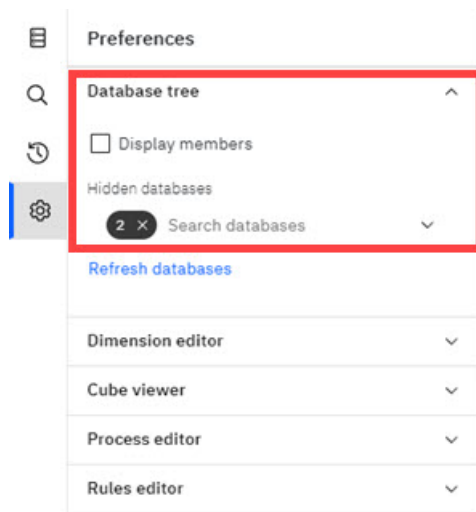 Preferences
Database tree
Display members
Hidden databases
2 × Search databases
Refresh databases
Dimension editor
Cube viewer
Process editor
Rules editor